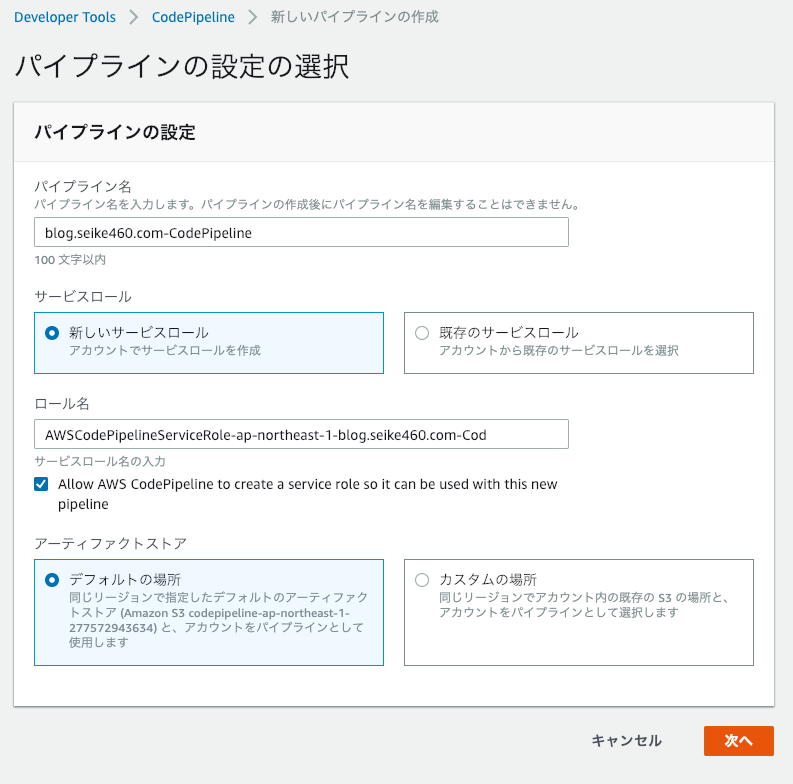 Developer Tools > CodePipeline > 新しいパイプラインの作成
パイプラインの設定の選択
パイプラインの設定
パイプライン名
パイプライン名を入力します。パイプラインの作成後にパイプライン名を編集することはできません。
blog.seike460.com-CodePipeline
100 文字以内
サービスロール
新しいサービスロール
アカウントでサービスロールを作成
既存のサービスロール
アカウントから既存のサービスロールを選択
ロール名
AWSCodePipelineServiceRole-ap-northeast-1-blog.seike460.com-Cod
サービスロール名の入力
Allow AWS CodePipeline to create a service role so it can be used with this new
pipeline
アーティファクトストア
デフォルトの場所
同じリージョンで指定したデフォルトのアーティファク
トストア (Amazon S3 codepipeline-ap-northeast-1-
277572943634) と、アカウントをパイプラインとして
使用します
カスタムの場所
同じリージョンでアカウント内の既存の S3 の場所と、
アカウントをパイプラインとして選択します
キャンセル
次へ